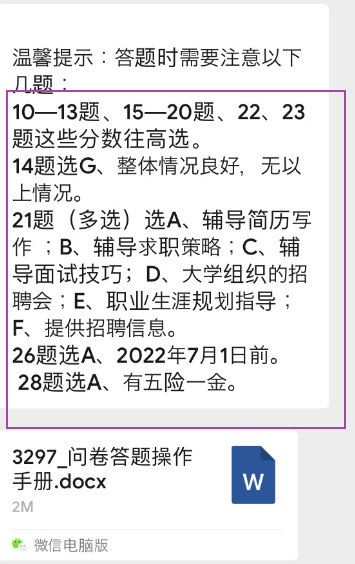 温馨提示：答题时需要注意以下
几题：
10—13题、15—20题、22、23
题这些分数往高选。
14题选G、整体情况良好，无以
上情况。
21题（多选）选A、辅导简历写
作 ；B、辅导求职策略；C、辅
导面试技巧；D、大学组织的招
聘会；E、职业生涯规划指导；
F、提供招聘信息。
26题选A、2022年7月1日前。
28题选A、有五险一金。
3297_问卷答题操作
手册.docx
W
2M
微信电脑版